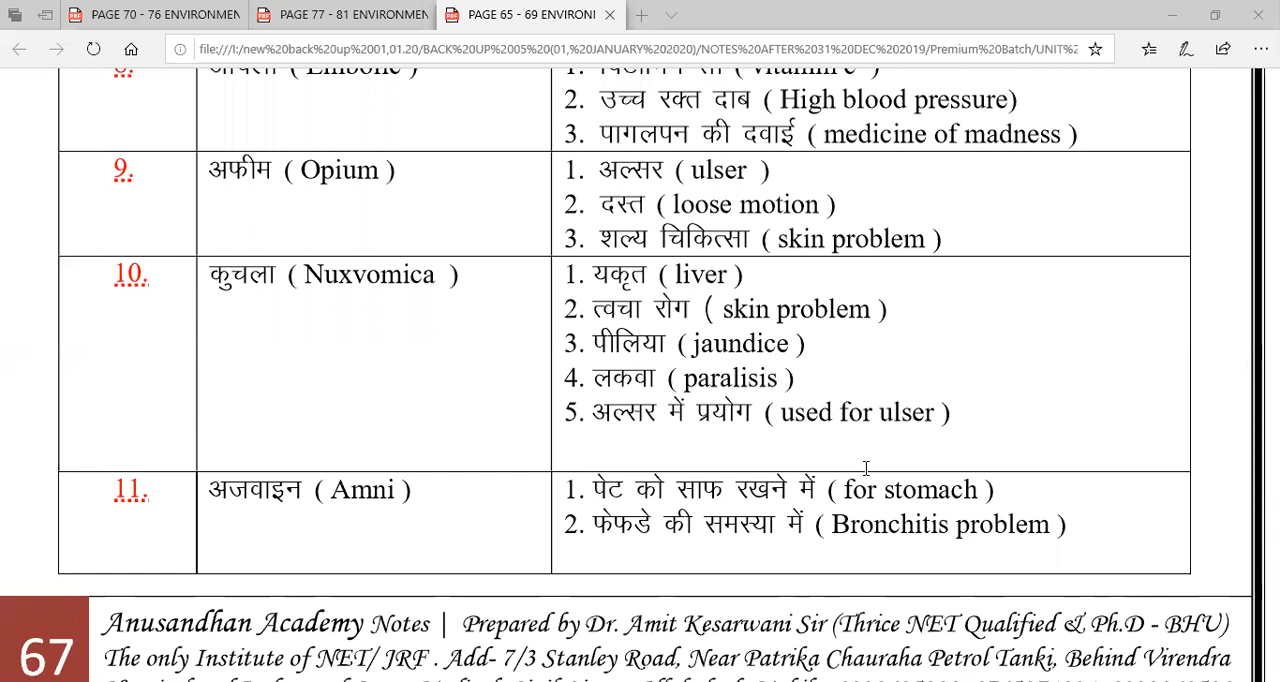 PAGE 70 - 76 ENVIRONMEN
PAGE 77 - 81 ENVIRONMEN
PAGE 65 - 69 ENVIRONI
file:///I:/new%20back%20up%2001,01.20/BACK%20UP%2005%20(01,%20JANUARY%202020)/NOTES%20AFTER%2031%20DEC%202019/Premium%20Batch/UNIT%2
2. उच्च रक्त दाब ( High blood pressure)
3. पागलपन की दवाई ( medicine of madness )
9. अफीम ( Opium )
1. अल्सर ( ulser )
2. दस्त ( loose motion )
3. शल्य चिकित्सा ( skin problem )
10. कुचला ( Nuxvomica )
1. यकृत ( liver )
2. त्वचा रोग ( skin problem )
3. पीलिया ( jaundice )
4. लकवा ( paralisis )
5. अल्सर में प्रयोग ( used for ulser )
11. अजवाइन ( Amni )
1. पेट को साफ रखने में ( for stomach )
2. फेफडे की समस्या में ( Bronchitis problem )
67
Anusandhan Academy Notes | Prepared by Dr. Amit Kesarwani Sir (Thrice NET Qualified & Ph.D - BHU)
The only Institute of NET/ JRF . Add- 7/3 Stanley Road, Near Patrika Chauraha Petrol Tanki, Behind Virendra